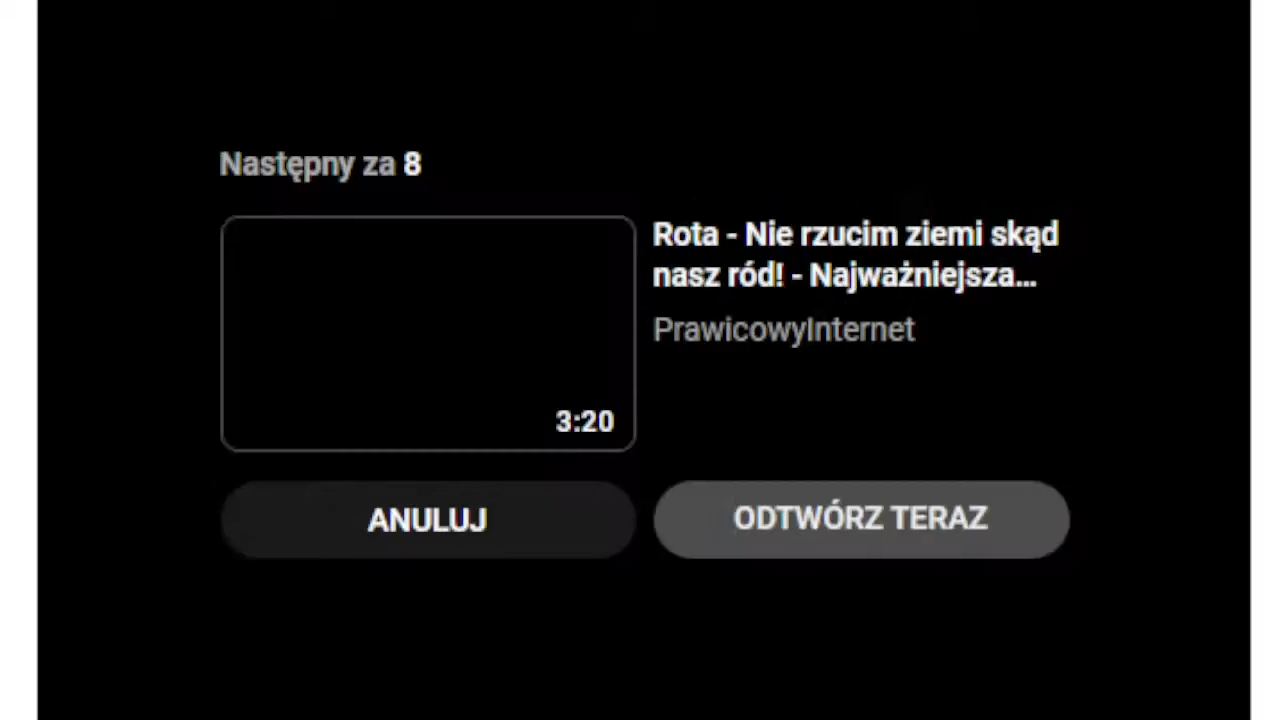 Następny za 8
Rota - Nie rzucim ziemi skąd
nasz ród! - Najważniejsza...
PrawicowyInternet
3:20
ANULUJ
ODTWÓRZ TERAZ